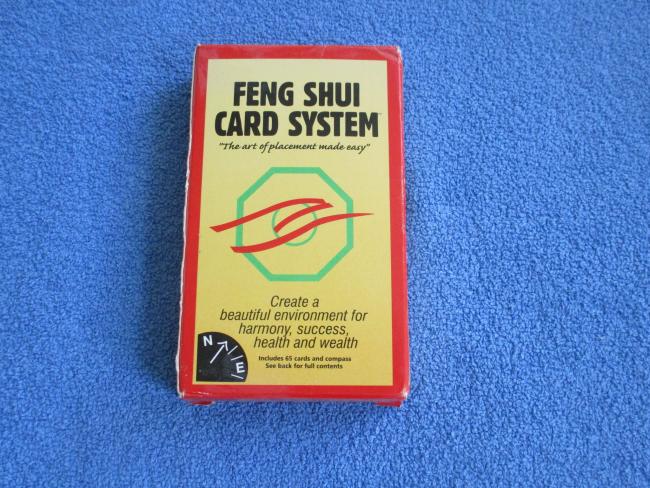 FENG SHUI
CARD SYSTEM™
"The art of placement made easy"
Create a
beautiful environment for
harmony, success,
health and wealth
Includes 65 cards and compass
See back for full contents
N
E